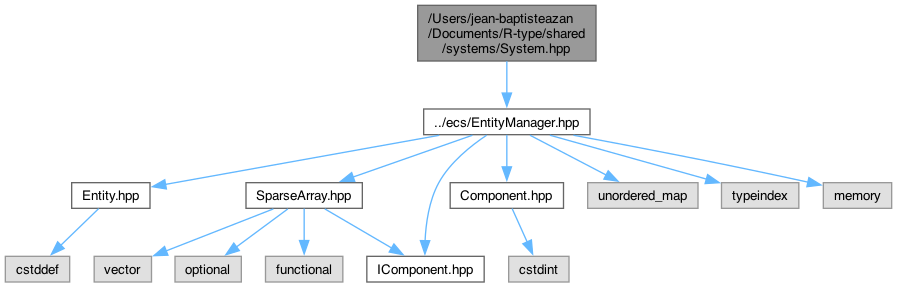 /Users/jean-baptisteazan
/Documents/R-type/shared
/systems/System.hpp
../ecs/EntityManager.hpp
Entity.hpp
SparseArray.hpp
Component.hpp
unordered_map
typeindex
memory
cstddef
vector
optional
functional
IComponent.hpp
cstdint